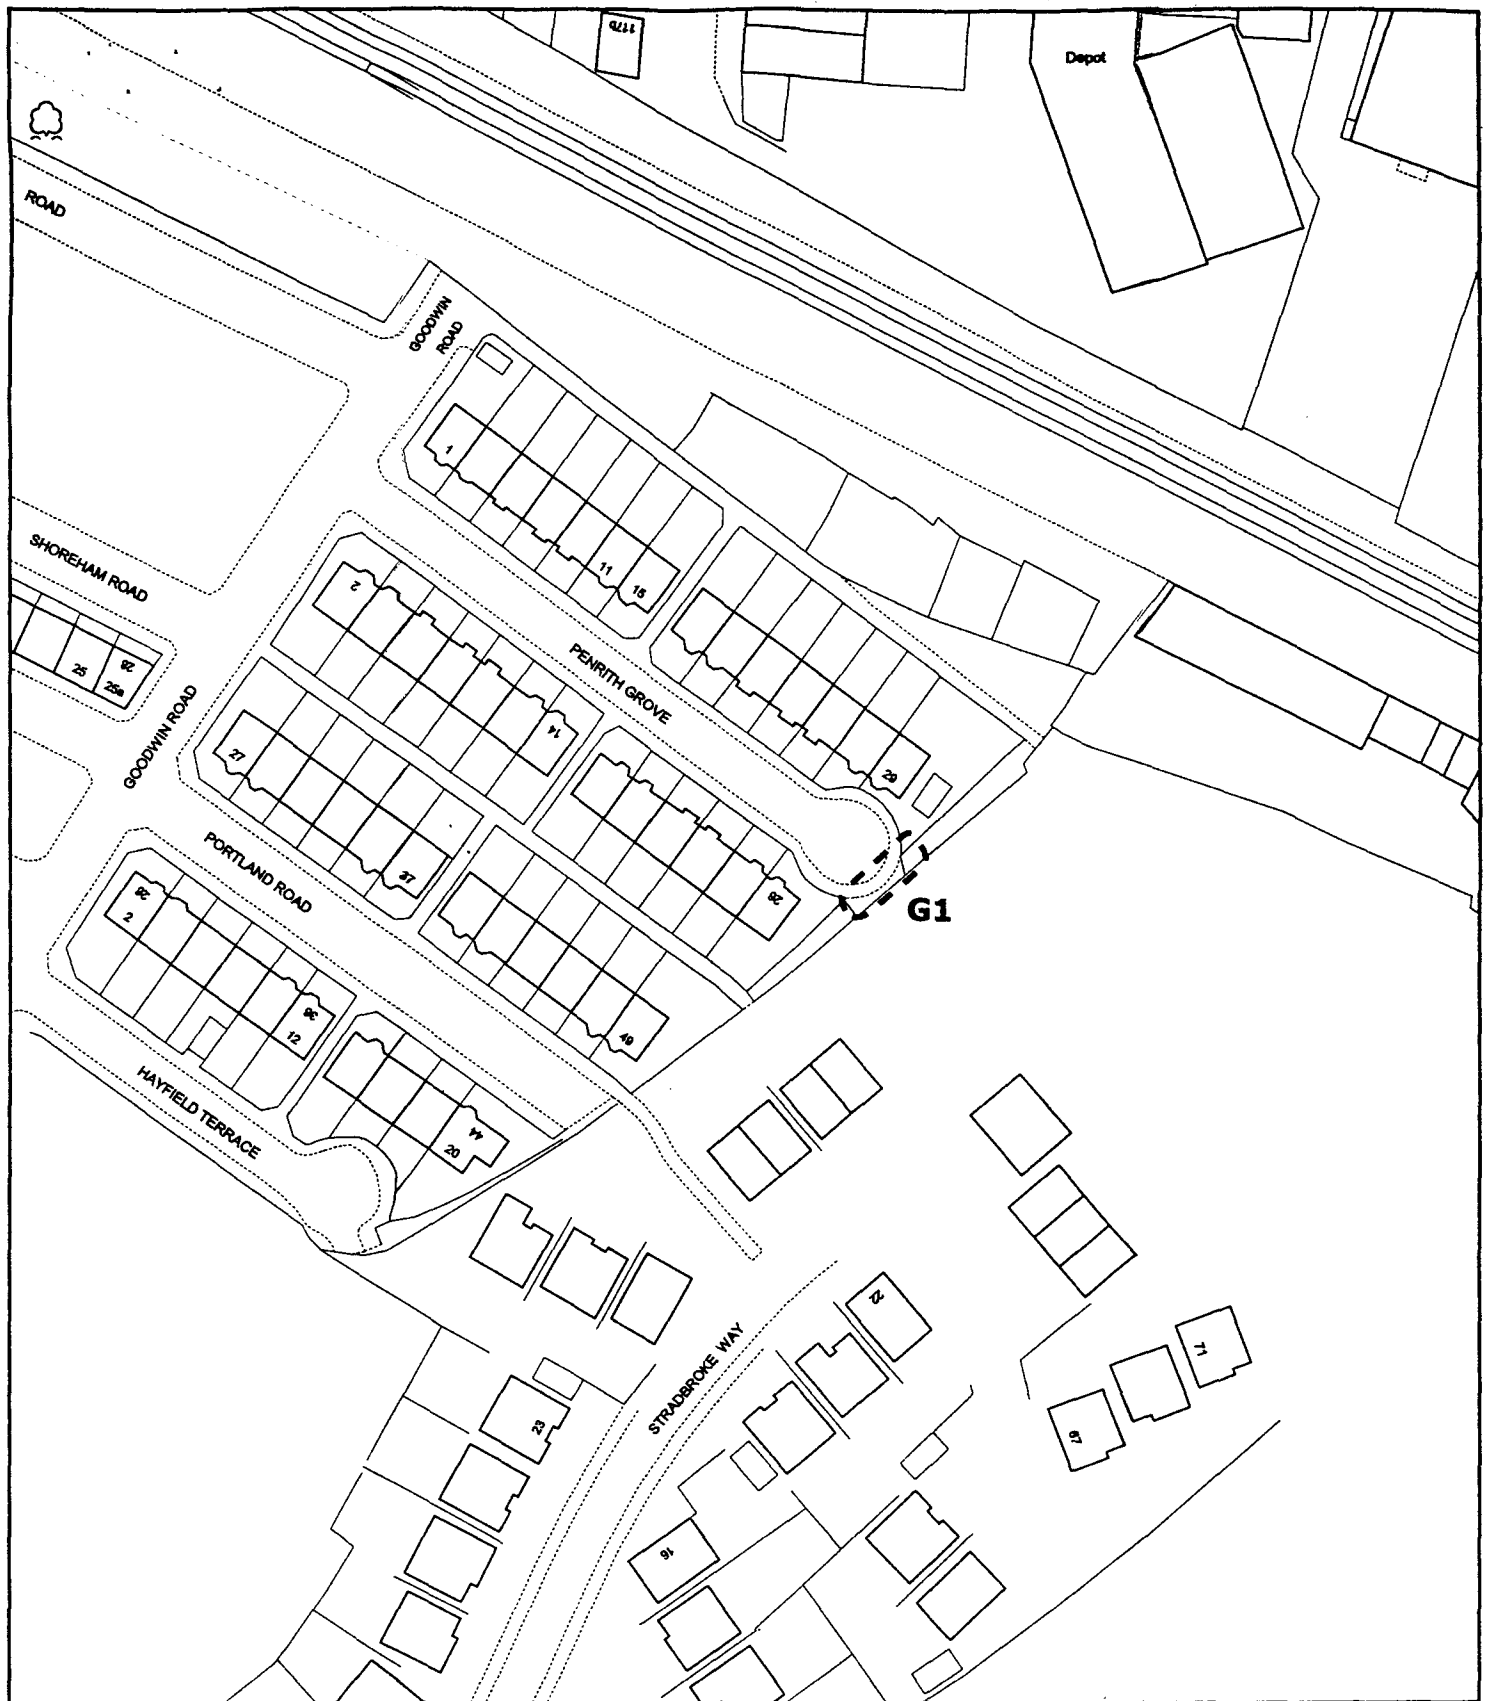 117b
Depot
ROAD
GOODWIN
ROAD
1
SHOREHAM ROAD
11
15
2
PENRITH GROVE
26
25
25a
GOODWIN ROAD
14
27
29
PORTLAND ROAD
37
28
26
2
G1
36
12
49
HAYFIELD TERRACE
44
20
22
STRADBROKE WAY
71
23
67
16